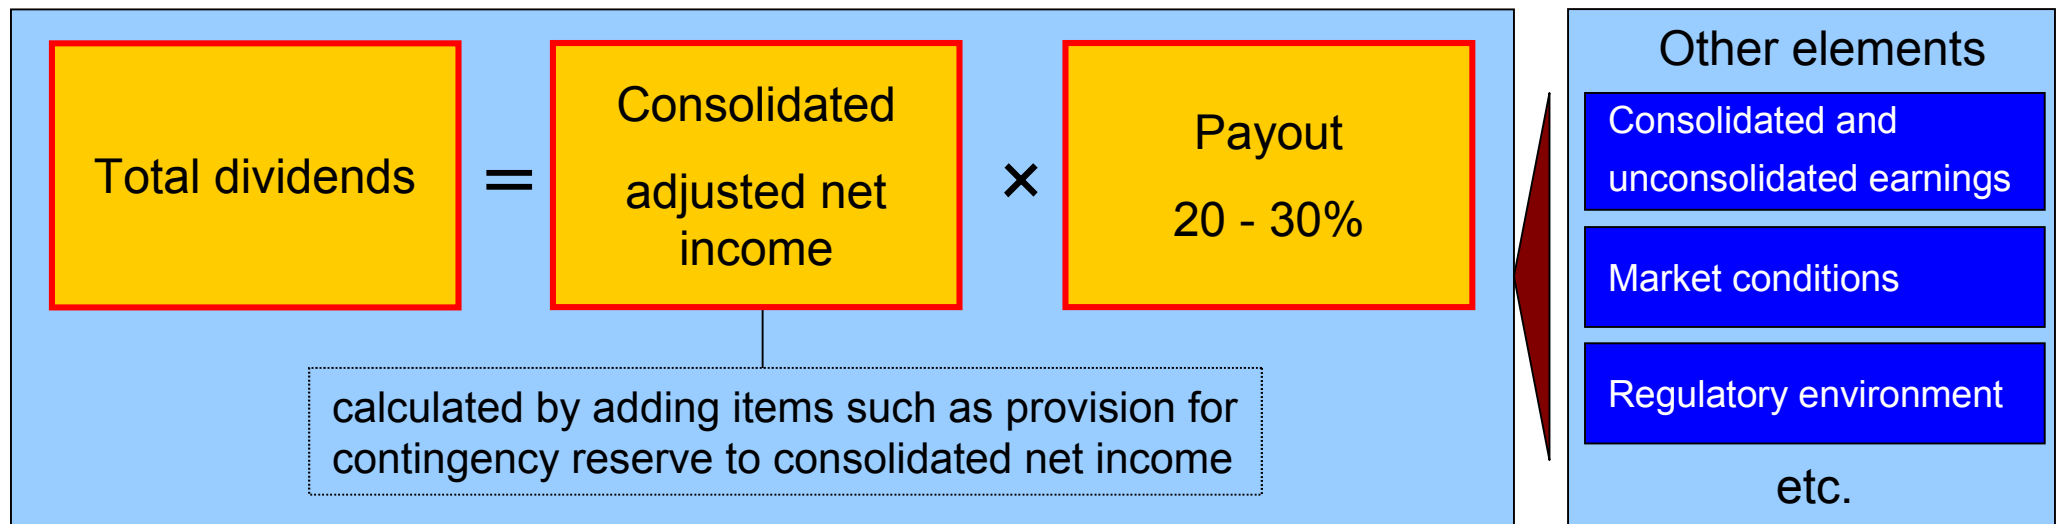 Total dividends
=
Consolidated
adjusted net
income
×
Payout
20 - 30%
calculated by adding items such as provision for
contingency reserve to consolidated net income
Other elements
Consolidated and
unconsolidated earnings
Market conditions
Regulatory environment
etc.